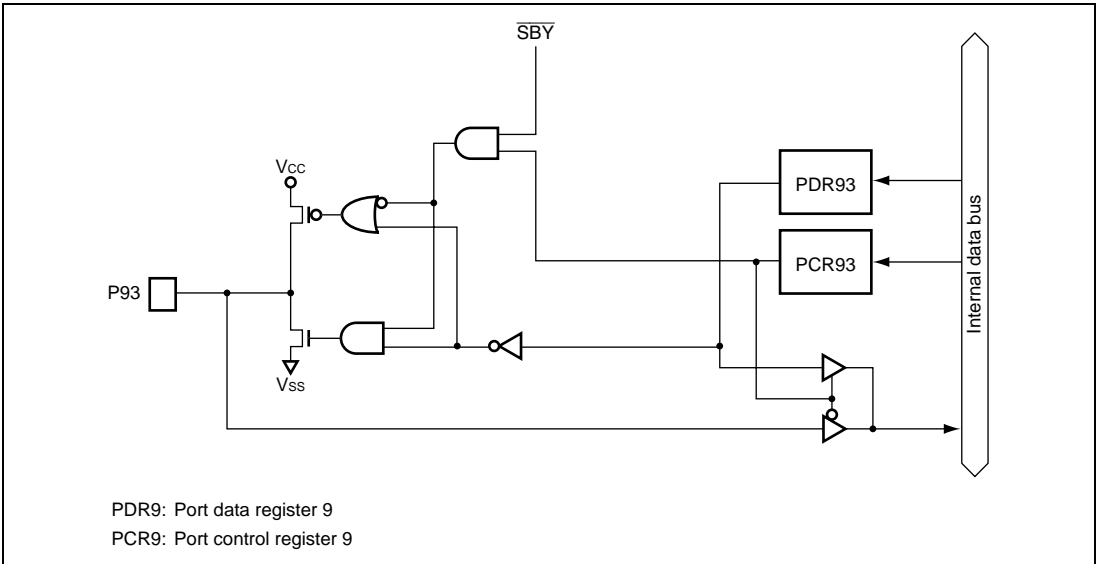 SBY
VCC
PDR93
PCR93
Internal data bus
P93
VSS
PDR9: Port data register 9
PCR9: Port control register 9